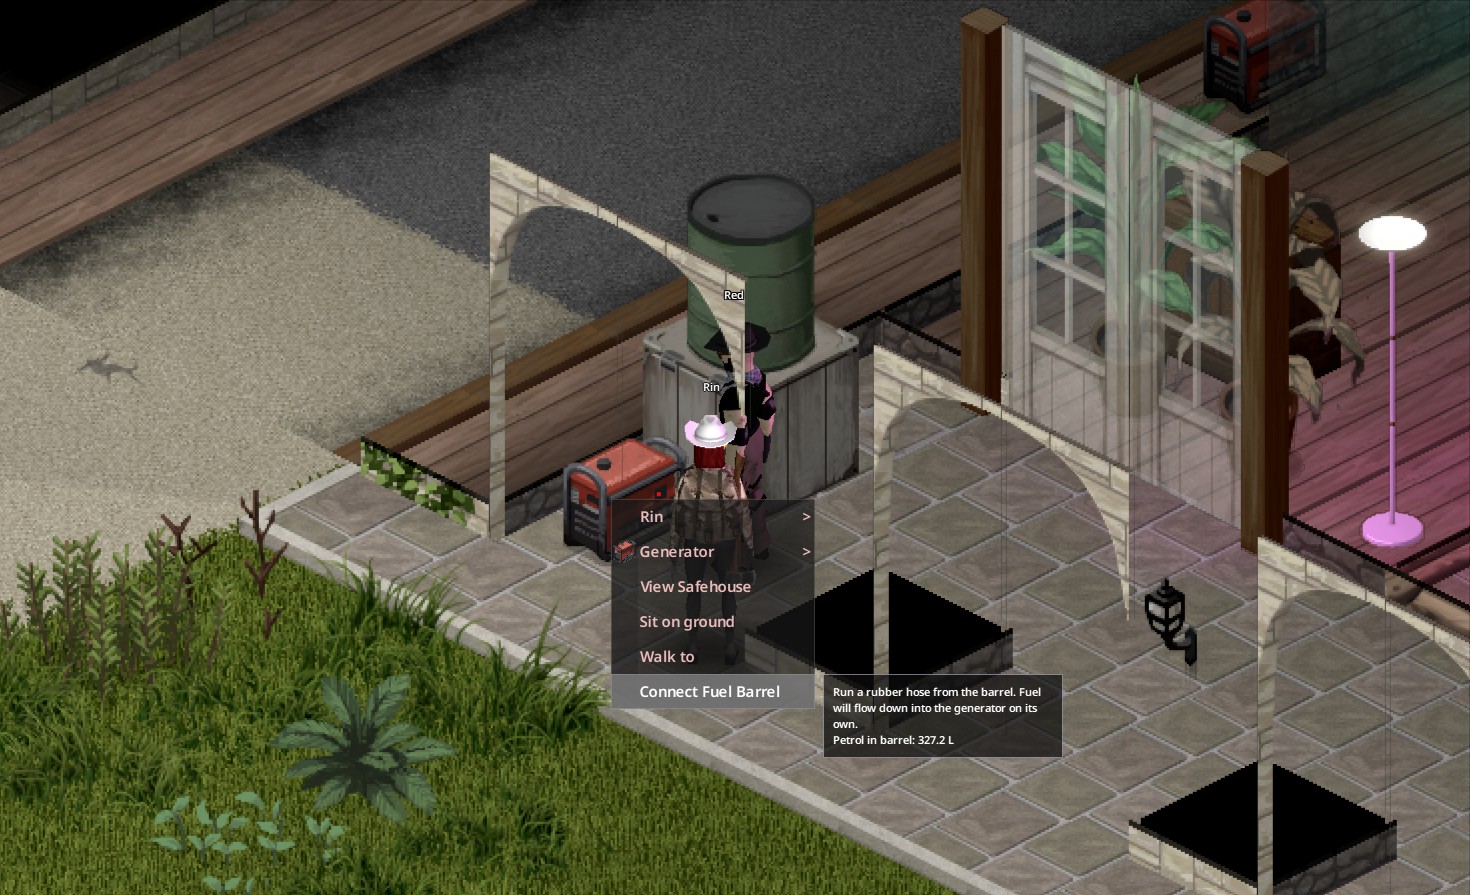 Red
Rin
Rin >
Generator >
View Safehouse
Sit on ground
Walk to
Connect Fuel Barrel
Run a rubber hose from the barrel. Fuel
will flow down into the generator on its
own.
Petrol in barrel: 327.2 L